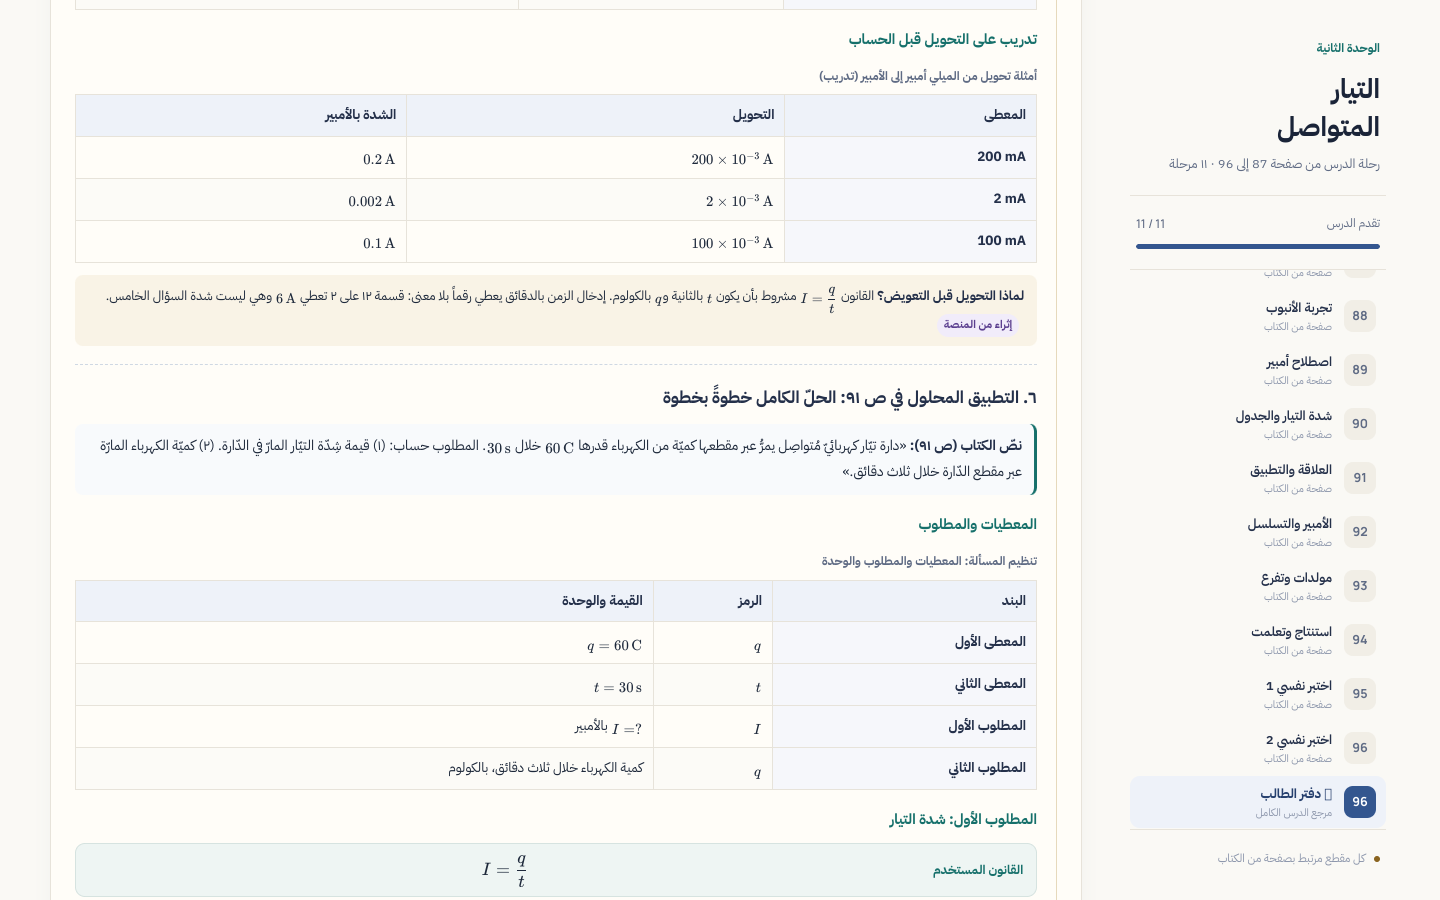 الوحدة الثانية
التيار
المتواصل
رحلة الدرس من صفحة 87 إلى 96 · ١١ مرحلة
تقدم الدرس
11 / 11
صفحة من الكتاب
88
تجربة الأنبوب
صفحة من الكتاب
89
اصطلاح أمبير
صفحة من الكتاب
90
شدة التيار والجدول
صفحة من الكتاب
91
العلاقة والتطبيق
صفحة من الكتاب
92
الأمبير والتسلسل
صفحة من الكتاب
93
مولدات وتفرع
صفحة من الكتاب
94
استنتاج وتعلمت
صفحة من الكتاب
95
اختبر نفسي 1
صفحة من الكتاب
96
اختبر نفسي 2
صفحة من الكتاب
96
دفتر الطالب
مرجع الدرس الكامل
كل مقطع مرتبط بصفحة من الكتاب
تدريب على التحويل قبل الحساب
أمثلة تحويل من الميلي أمبير إلى الأمبير (تدريب)
المعطى التحويل الشدة بالأمبير
200 mA 200 × 10⁻³ A 0.2 A
2 mA 2 × 10⁻³ A 0.002 A
100 mA 100 × 10⁻³ A 0.1 A
لماذا التحويل قبل التعويض؟ القانون I = q/t مشروط بأن يكون t بالثانية و q بالكولوم. إدخال الزمن بالدقائق يعطي رقماً بلا معنى: قسمة ١٢ على ٢ تعطي 6 A وهي ليست شدة السؤال الخامس.
إثراء من المنصة
٦. التطبيق المحلول في ص ٩١: الحلّ الكامل خطوةً بخطوة
نصّ الكتاب (ص ٩١): «دارة تيّار كهربائيّ مُتواصِل يمرُّ عبر مقطعها كميّة من الكهرباء قدرها 60 C خلال 30 s. المطلوب حساب: (١) قيمة شِدّة التيّار المارّ في الدّارة. (٢) كميّة الكهرباء المارّة
عبر مقطع الدّارة خلال ثلاث دقائق.»
المعطيات والمطلوب
تنظيم المسألة: المعطيات والمطلوب والوحدة
البند الرمز القيمة والوحدة
المعطى الأول q q = 60 C
المعطى الثاني t t = 30 s
المطلوب الأول I I =? بالأمبير
المطلوب الثاني q كمية الكهرباء خلال ثلاث دقائق، بالكولوم
المطلوب الأول: شدة التيار
القانون المستخدم I = q/t